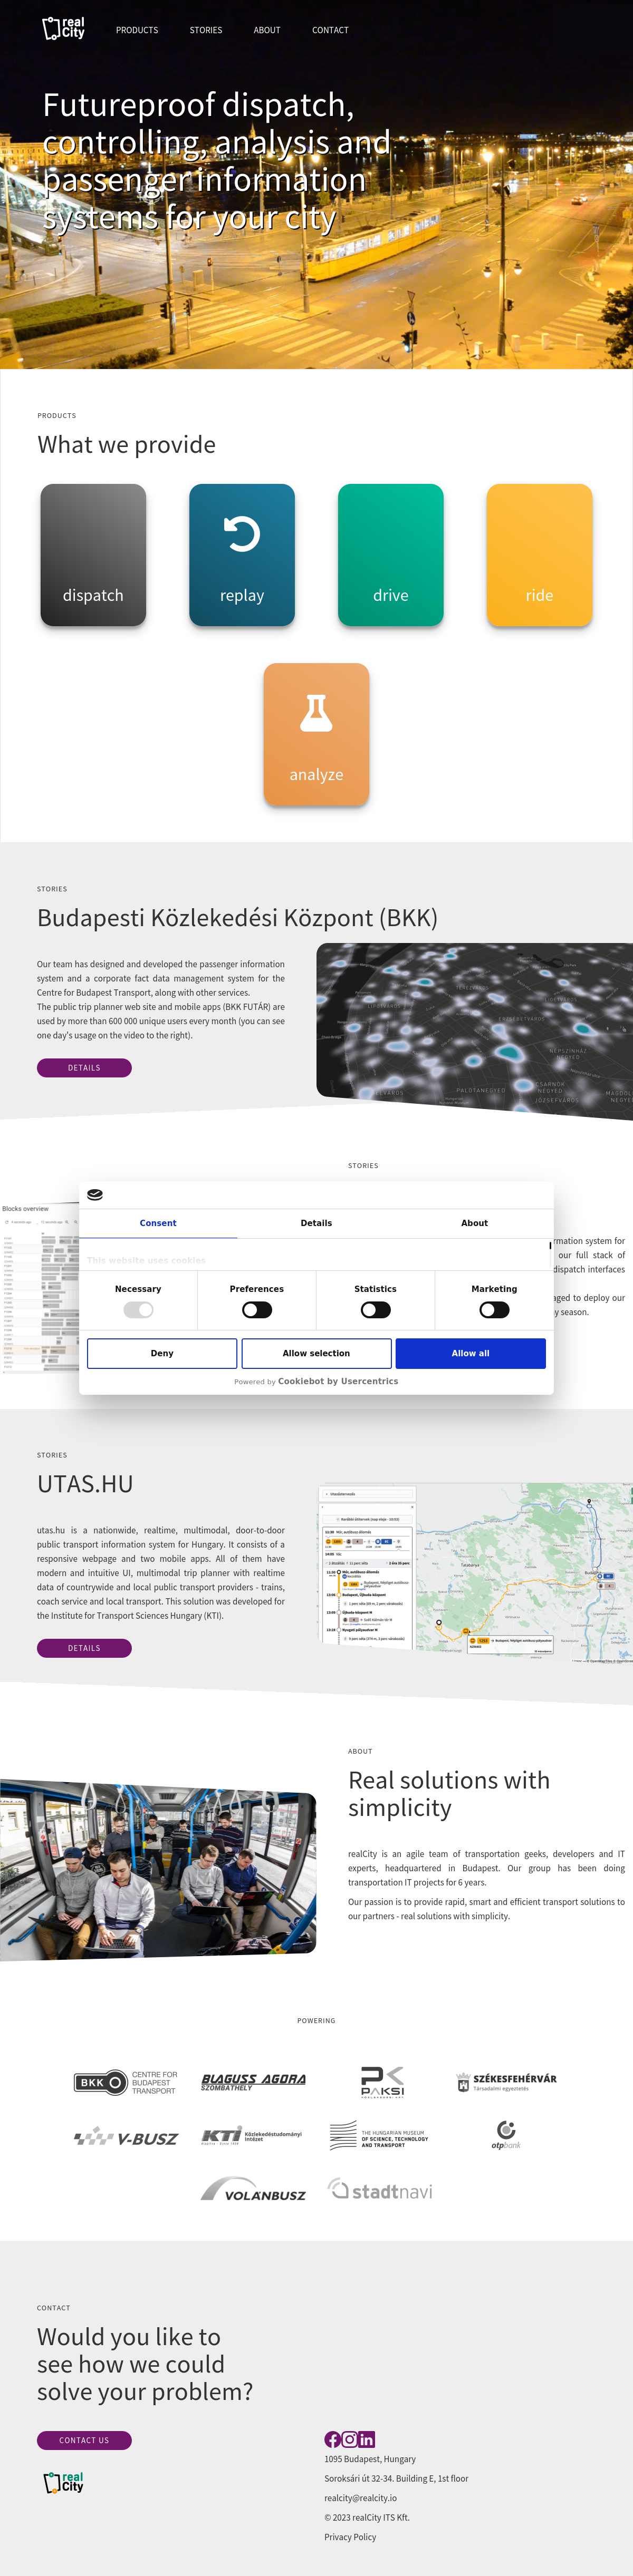 real
City
PRODUCTS
STORIES
ABOUT
CONTACT
Futureproof dispatch,
controlling, analysis and
passenger information
systems for your city
PRODUCTS
What we provide
dispatch
replay
drive
ride
analyze
STORIES
Budapesti Közlekedési Központ (BKK)
Our team has designed and developed the passenger information
system and a corporate fact data management system for the
Centre for Budapest Transport, along with other services.
The public trip planner web site and mobile apps (BKK FUTÁR) are
used by more than 600 000 unique users every month (you can see
one day's usage on the video to the right).
DETAILS
STORIES
Blocks overview
rmation system for
our full stack of
dispatch interfaces
aged to deploy our
y season.
Consent
Details
About
This website uses cookies
Necessary
Preferences
Statistics
Marketing
Deny
Allow selection
Allow all
Powered by Cookiebot by Usercentrics
STORIES
UTAS.HU
utas.hu is a nationwide, realtime, multimodal, door-to-door
public transport information system for Hungary. It consists of a
responsive webpage and two mobile apps. All of them have
modern and intuitive UI, multimodal trip planner with realtime
data of countrywide and local public transport providers - trains,
coach service and local transport. This solution was developed for
the Institute for Transport Sciences Hungary (KTI).
DETAILS
ABOUT
Real solutions with
simplicity
realCity is an agile team of transportation geeks, developers and IT
experts, headquartered in Budapest. Our group has been doing
transportation IT projects for 6 years.
Our passion is to provide rapid, smart and efficient transport solutions to
our partners - real solutions with simplicity.
POWERING
BKK
CENTRE FOR
BUDAPEST
TRANSPORT
BLAGUSS AGORA
SZOMBATHELY
PAKSI
SZÉKESFEHÉRVÁR
Társadalmi egyeztetés
V-BUSZ
KTI
Közlekedéstudományi
Intézet
THE HUNGARIAN MUSEUM
OF SCIENCE, TECHNOLOGY
AND TRANSPORT
otpbank
VOLÁNBUSZ
stadtnavi
CONTACT
Would you like to
see how we could
solve your problem?
CONTACT US
real
City
1095 Budapest, Hungary
Soroksári út 32-34. Building E, 1st floor
realcity@realcity.io
© 2023 realCity ITS Kft.
Privacy Policy